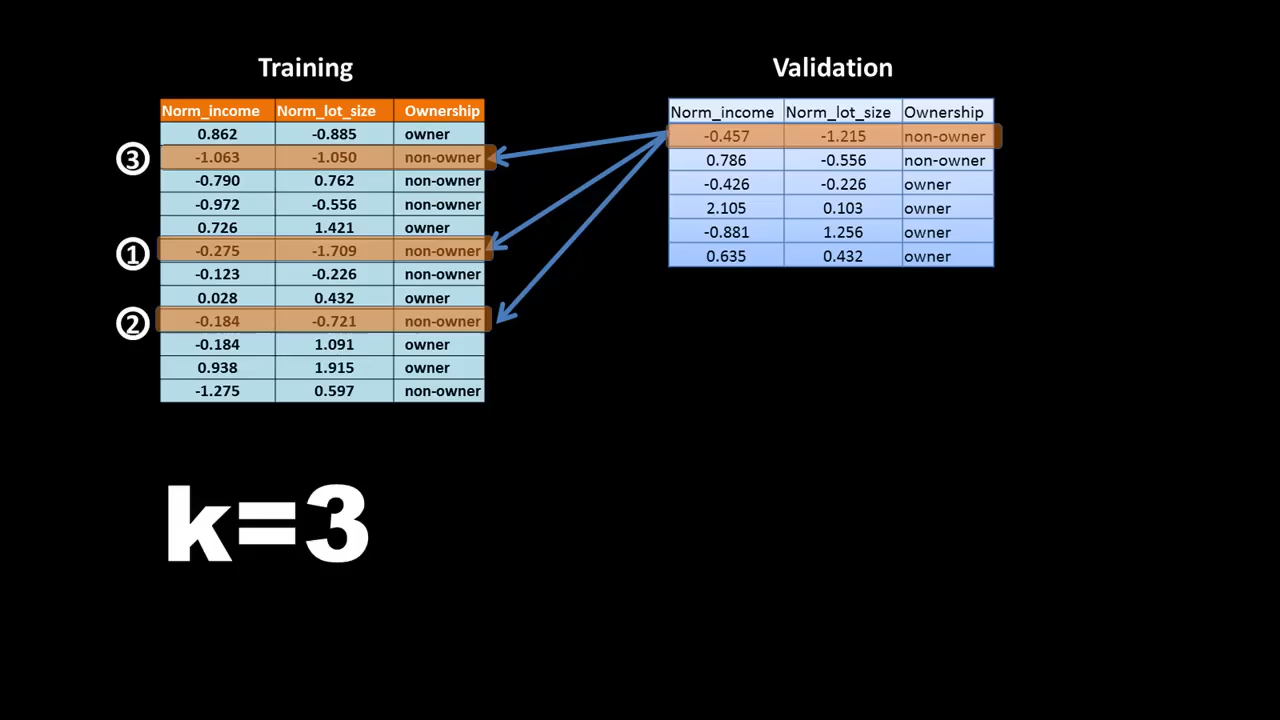 Training
Norm_income Norm_lot_size Ownership
0.862 -0.885 owner
③ -1.063 -1.050 non-owner
-0.790 0.762 non-owner
-0.972 -0.556 non-owner
0.726 1.421 owner
① -0.275 -1.709 non-owner
-0.123 -0.226 non-owner
0.028 0.432 owner
② -0.184 -0.721 non-owner
-0.184 1.091 owner
0.938 1.915 owner
-1.275 0.597 non-owner
Validation
Norm_income Norm_lot_size Ownership
-0.457 -1.215 non-owner
0.786 -0.556 non-owner
-0.426 -0.226 owner
2.105 0.103 owner
-0.881 1.256 owner
0.635 0.432 owner
k=3